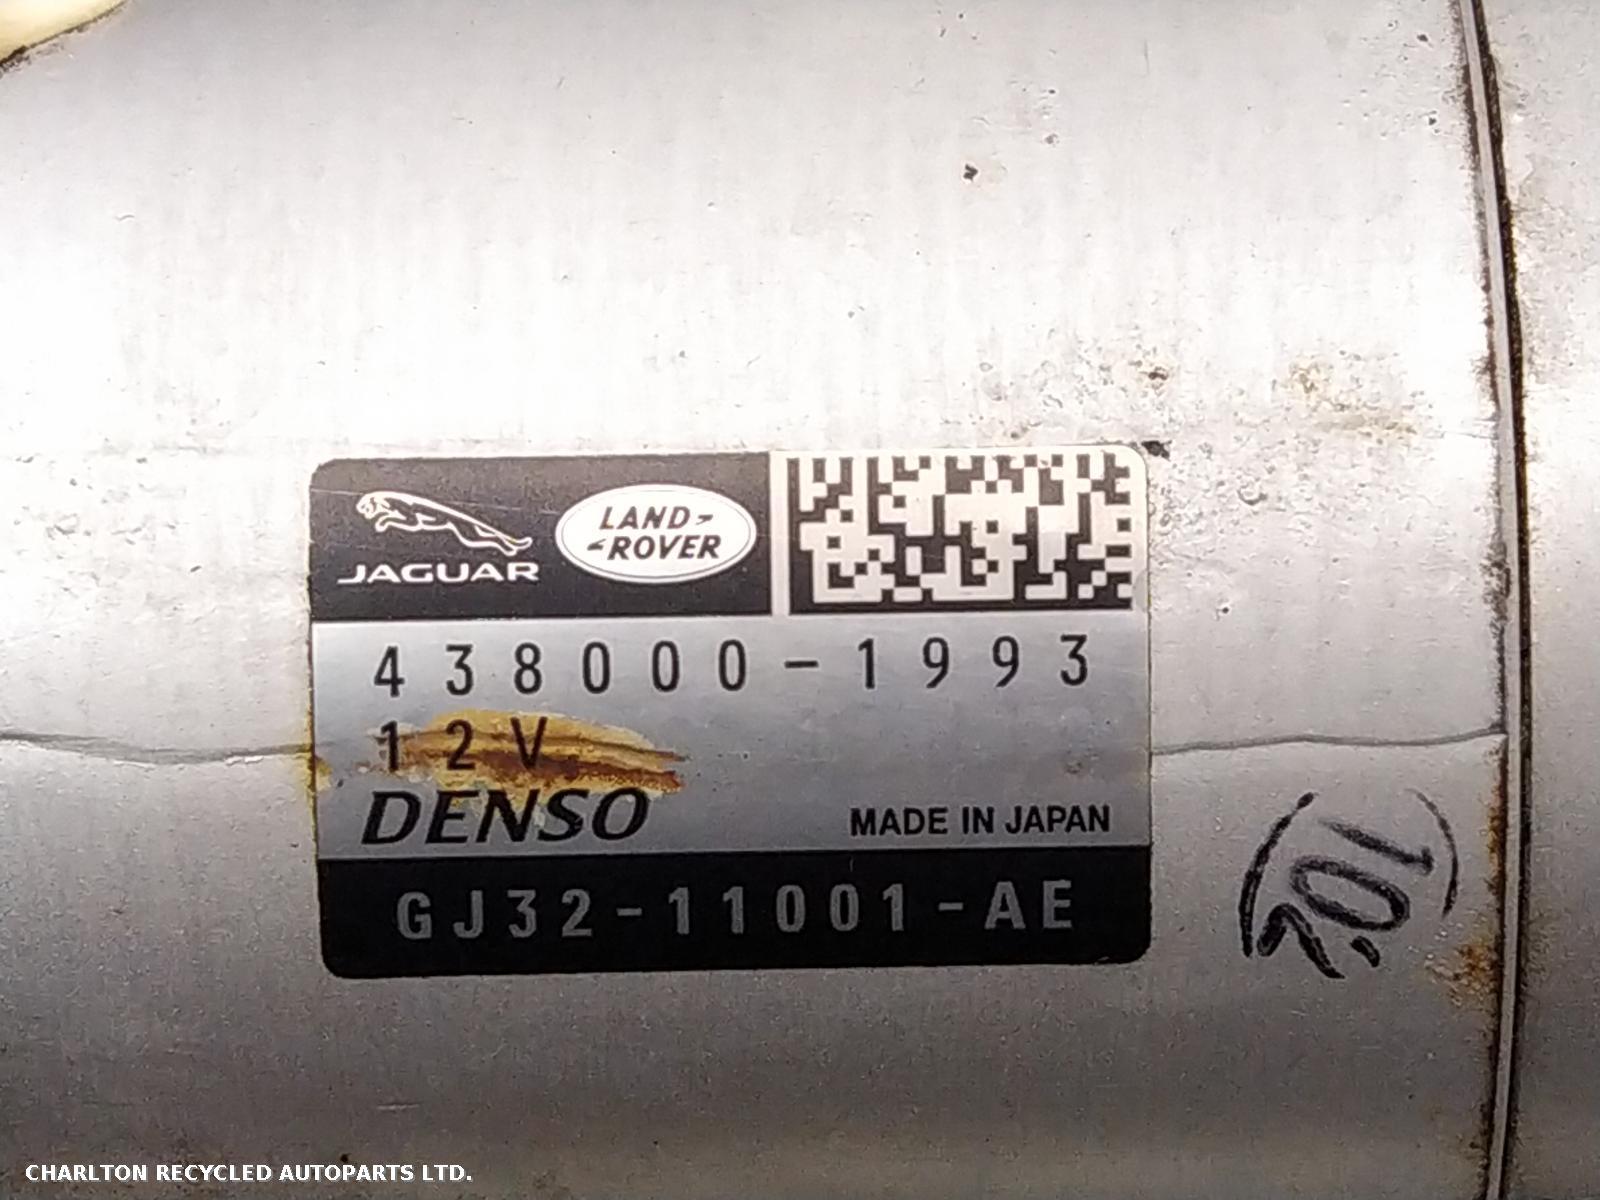 JAGUAR
LAND-
-ROVER
438000-1993
12V
DENSO
MADE IN JAPAN
GJ32-11001-AE
CHARLTON RECYCLED AUTOPARTS LTD.